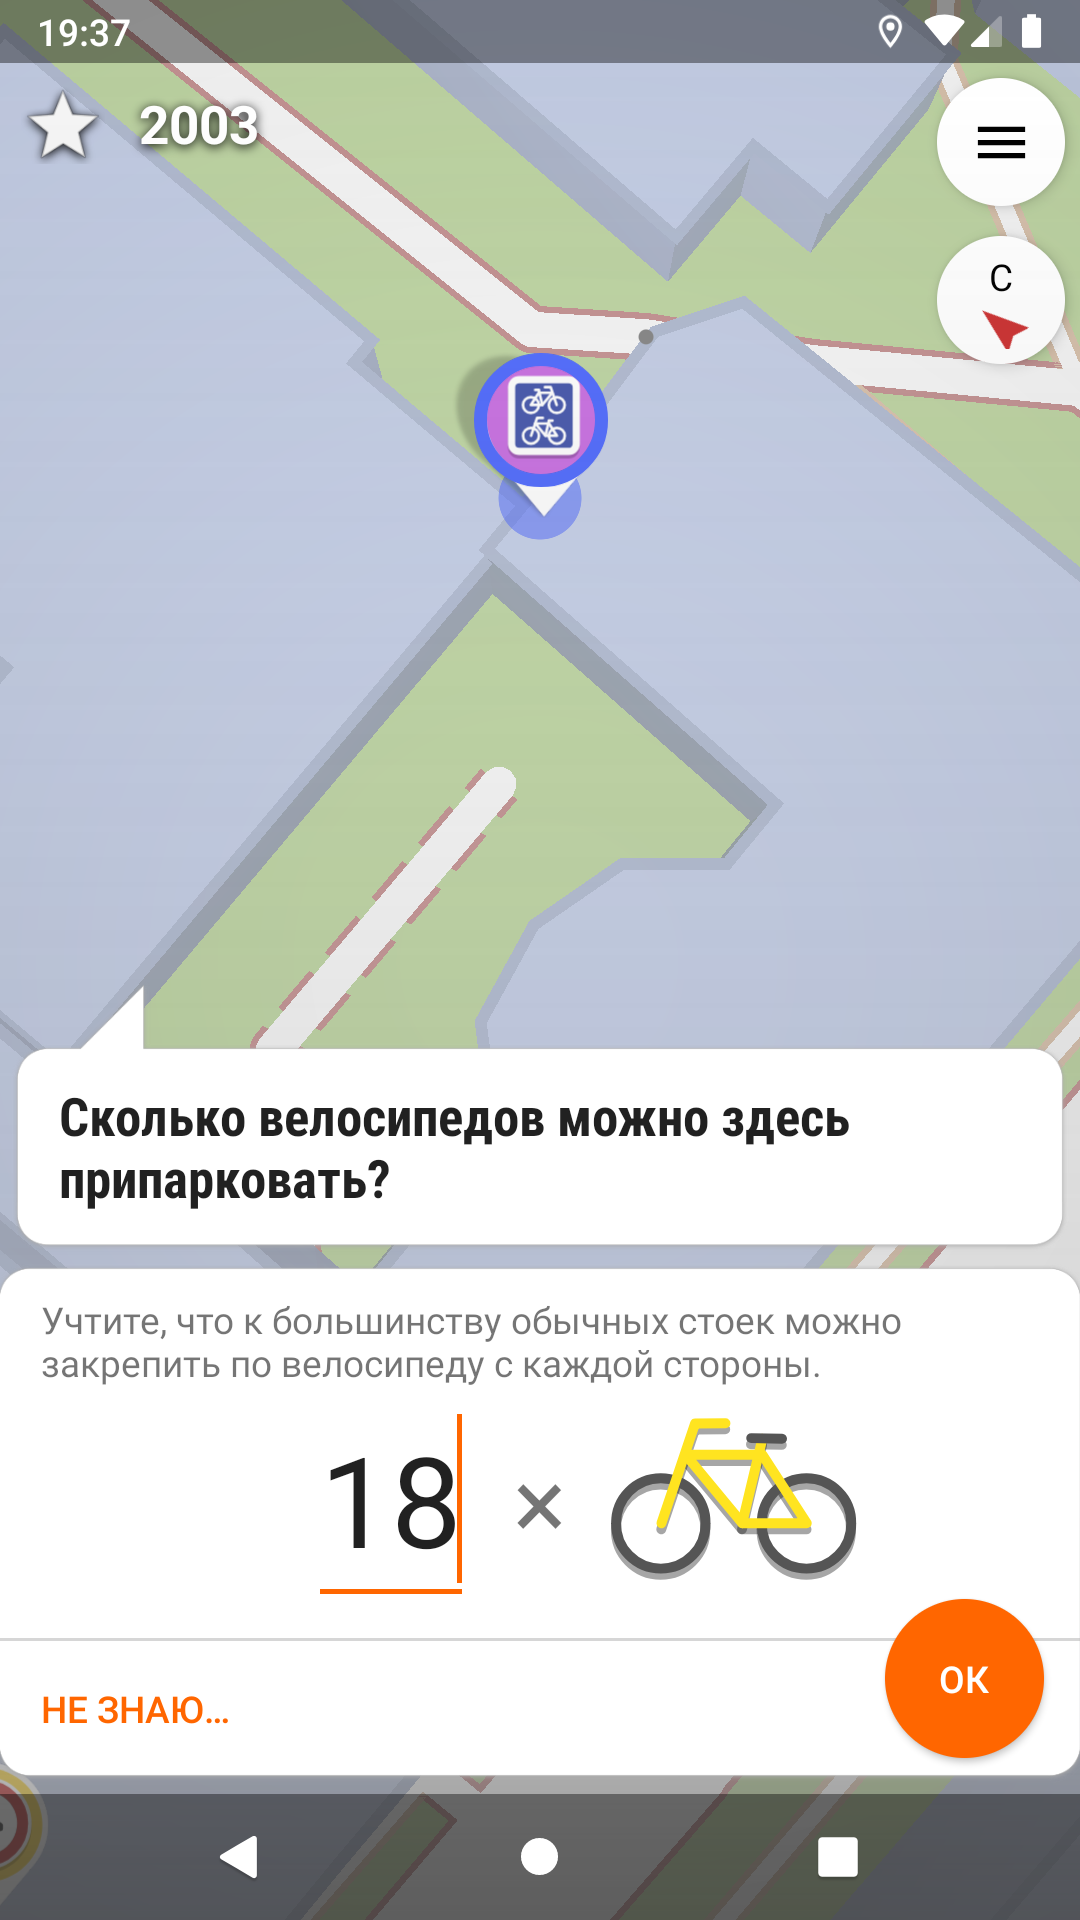 19:37
2003
С
Сколько велосипедов можно здесь
припарковать?
Учтите, что к большинству обычных стоек можно
закрепить по велосипеду с каждой стороны.
18 ×
ОК
НЕ ЗНАЮ…